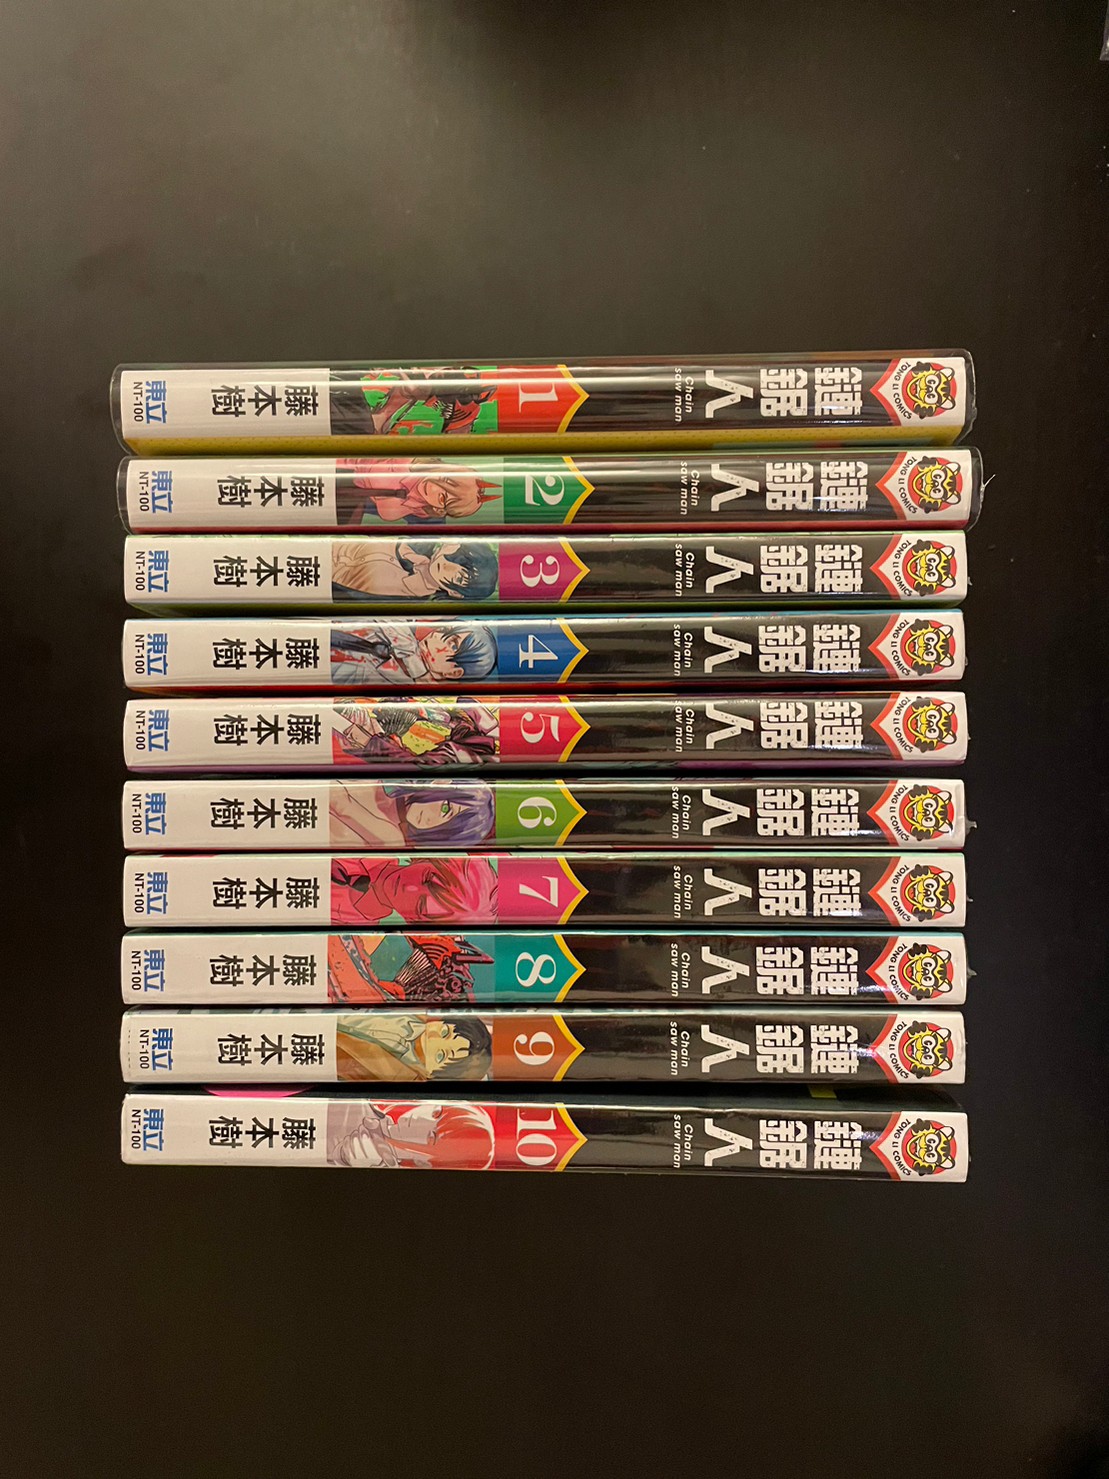 TONG LI COMICS
鏈鋸人
Chain
saw man
1
藤本樹
東立
NT-100
TONG LI COMICS
鏈鋸人
Chain
saw man
2
藤本樹
東立
NT-100
TONG LI COMICS
鏈鋸人
Chain
saw man
3
藤本樹
東立
NT-100
TONG LI COMICS
鏈鋸人
Chain
saw man
4
藤本樹
東立
NT-100
TONG LI COMICS
鏈鋸人
Chain
saw man
5
藤本樹
東立
NT-100
TONG LI COMICS
鏈鋸人
Chain
saw man
6
藤本樹
東立
NT-100
TONG LI COMICS
鏈鋸人
Chain
saw man
7
藤本樹
東立
NT-100
TONG LI COMICS
鏈鋸人
Chain
saw man
8
藤本樹
東立
NT-100
TONG LI COMICS
鏈鋸人
Chain
saw man
9
藤本樹
東立
NT-100
TONG LI COMICS
鏈鋸人
Chain
saw man
10
藤本樹
東立
NT-100